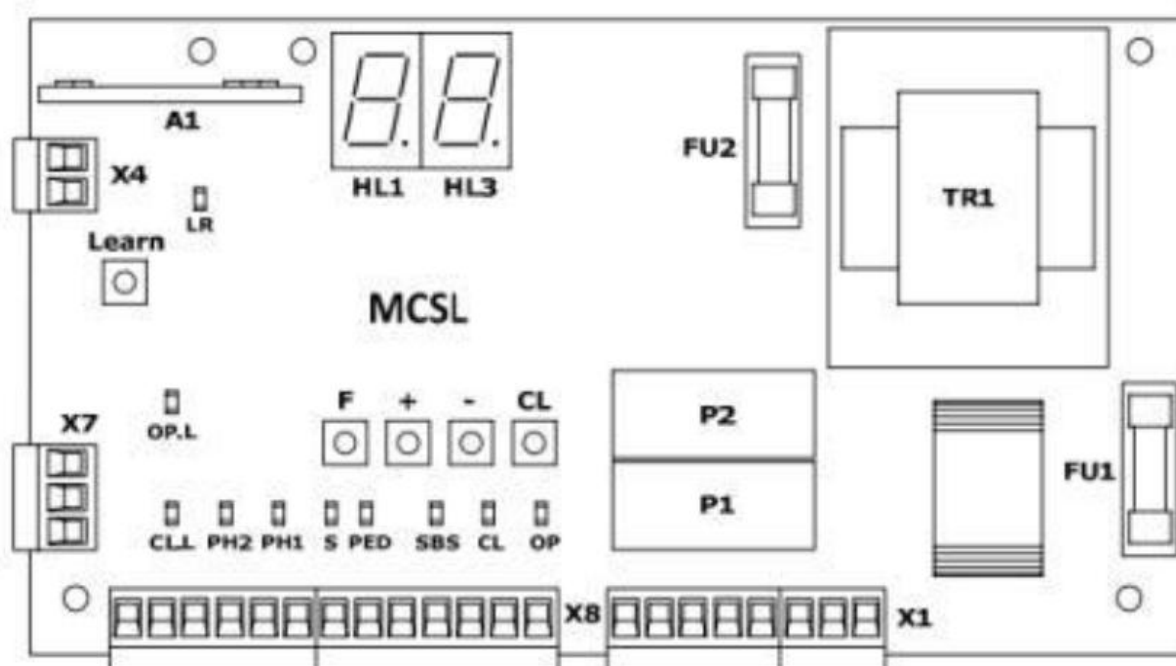 A1
X4
LR
Learn
HL1 HL3
FU2
TR1
MCSL
X7
OP.L
F + - CL
P2
P1
FU1
CL.L PH2 PH1 S PED SBS CL OP
X8
X1